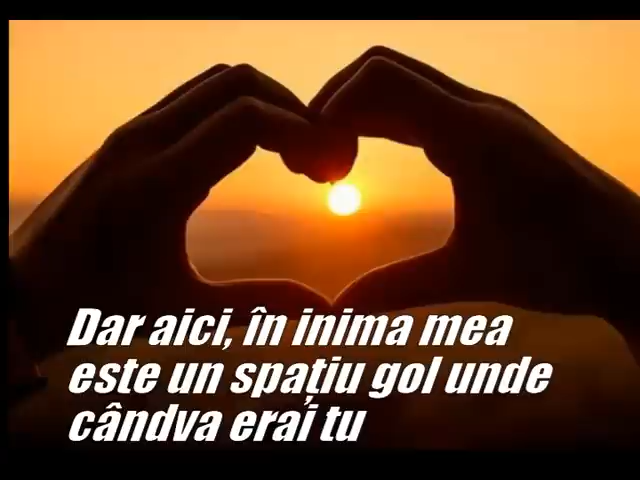 Dar aici, în inima mea
este un spațiu gol unde
cândva erai tu